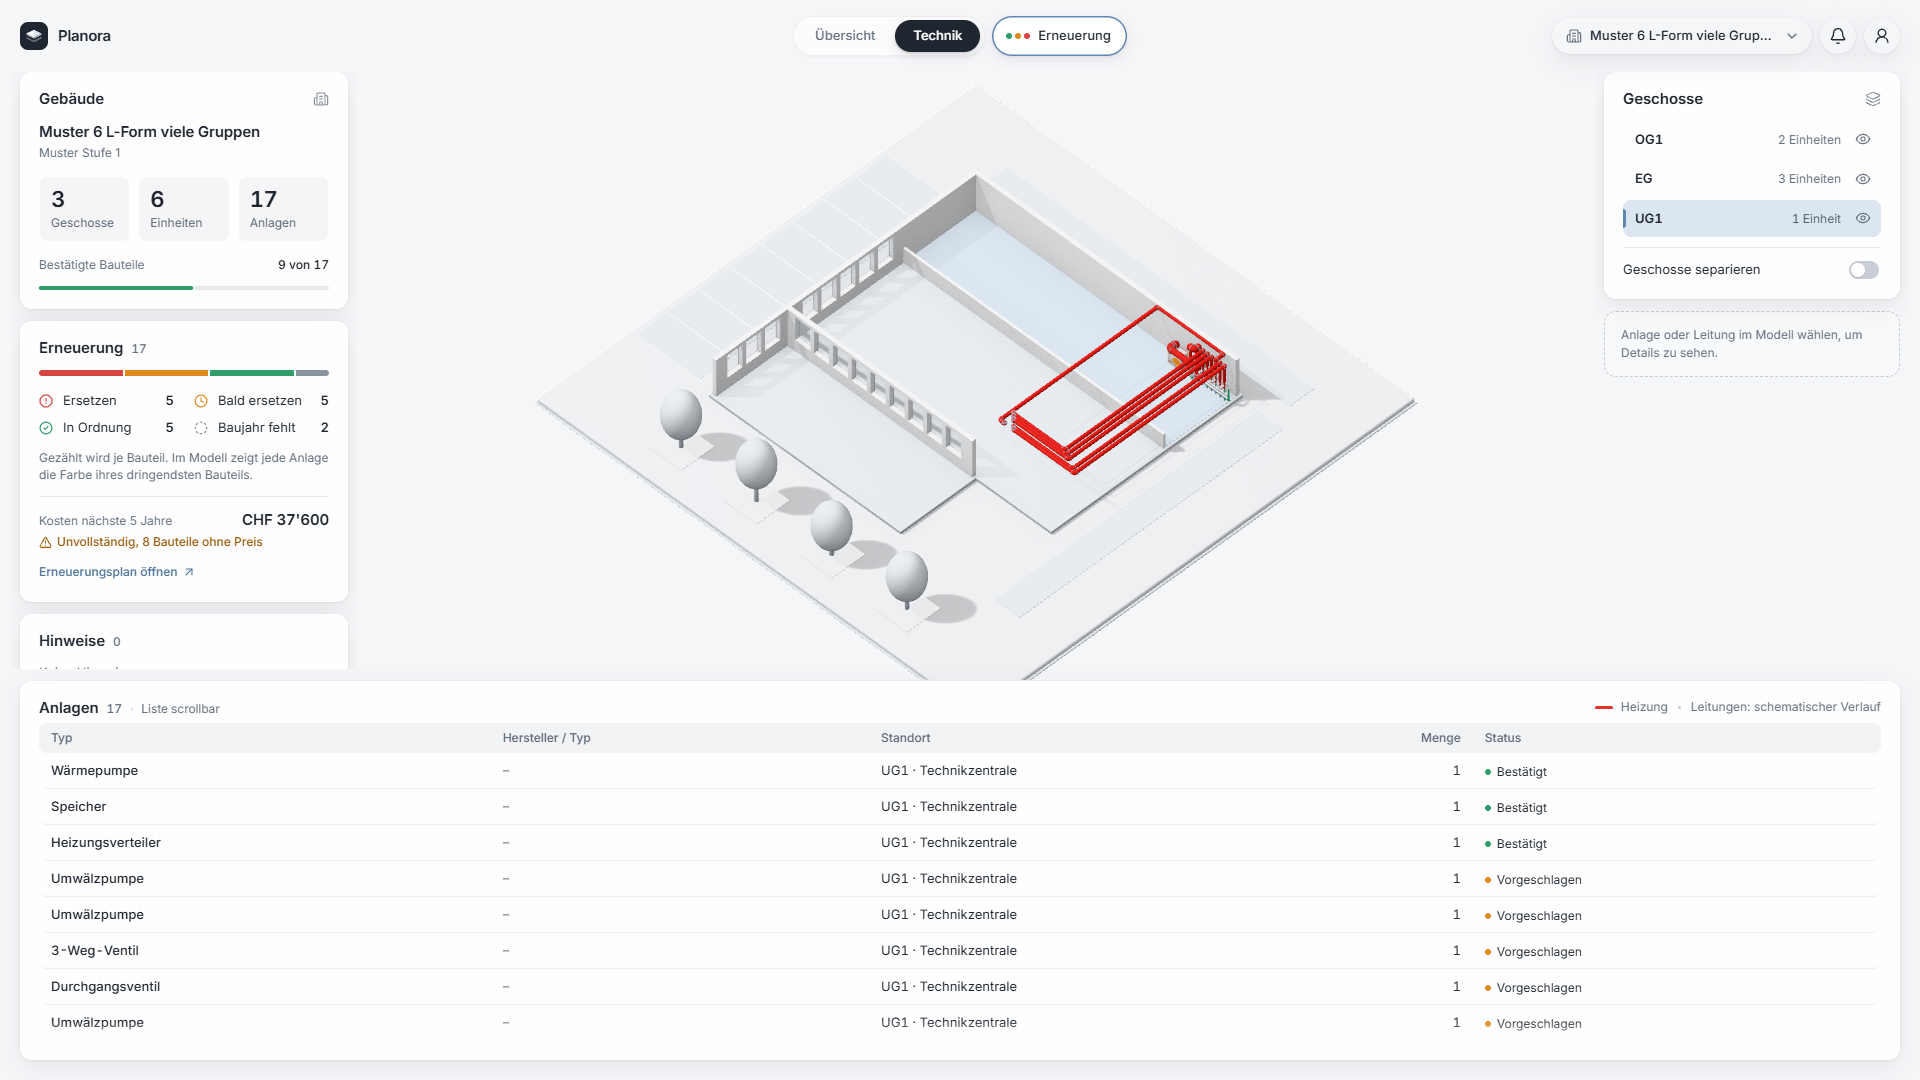 Planora
Übersicht
Technik
Erneuerung
Muster 6 L-Form viele Grup...
Gebäude
Muster 6 L-Form viele Gruppen
Muster Stufe 1
3 6 17
Geschosse Einheiten Anlagen
Bestätigte Bauteile 9 von 17
Erneuerung 17
Ersetzen 5 Bald ersetzen 5
In Ordnung 5 Baujahr fehlt 2
Gezählt wird je Bauteil. Im Modell zeigt jede Anlage
die Farbe ihres dringendsten Bauteils.
Kosten nächste 5 Jahre CHF 37'600
Unvollständig, 8 Bauteile ohne Preis
Erneuerungsplan öffnen
Hinweise 0
Geschosse
OG1 2 Einheiten
EG 3 Einheiten
UG1 1 Einheit
Geschosse separieren
Anlage oder Leitung im Modell wählen, um
Details zu sehen.
Anlagen 17 · Liste scrollbar
Heizung • Leitungen: schematischer Verlauf
Typ Hersteller / Typ Standort Menge Status
Wärmepumpe – UG1 · Technikzentrale 1 Bestätigt
Speicher – UG1 · Technikzentrale 1 Bestätigt
Heizungsverteiler – UG1 · Technikzentrale 1 Bestätigt
Umwälzpumpe – UG1 · Technikzentrale 1 Vorgeschlagen
Umwälzpumpe – UG1 · Technikzentrale 1 Vorgeschlagen
3-Weg-Ventil – UG1 · Technikzentrale 1 Vorgeschlagen
Durchgangsventil – UG1 · Technikzentrale 1 Vorgeschlagen
Umwälzpumpe – UG1 · Technikzentrale 1 Vorgeschlagen